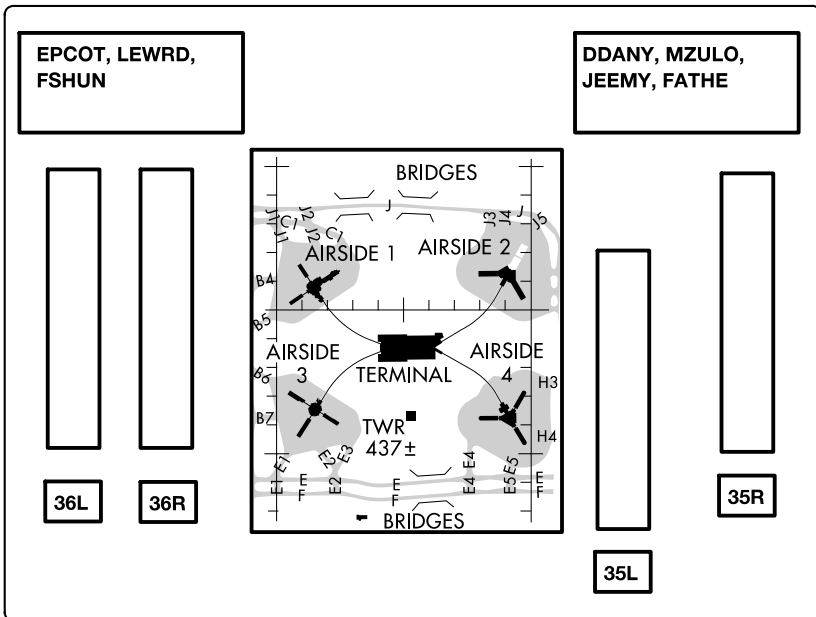 EPCOT, LEWRD,
FSHUN
DDANY, MZULO,
JEEMY, FATHE
BRIDGES
J1
J2
J
J3
J4
J
J5
C1
J1
J2
C1
AIRSIDE 1
AIRSIDE 2
B4
B5
AIRSIDE
3
TERMINAL
AIRSIDE
4
B6
H3
B7
TWR
437±
H4
E1
E2
E3
E4
E5
E1
E
F
E2
E
F
E4
E5
E
F
BRIDGES
36L
36R
35R
35L